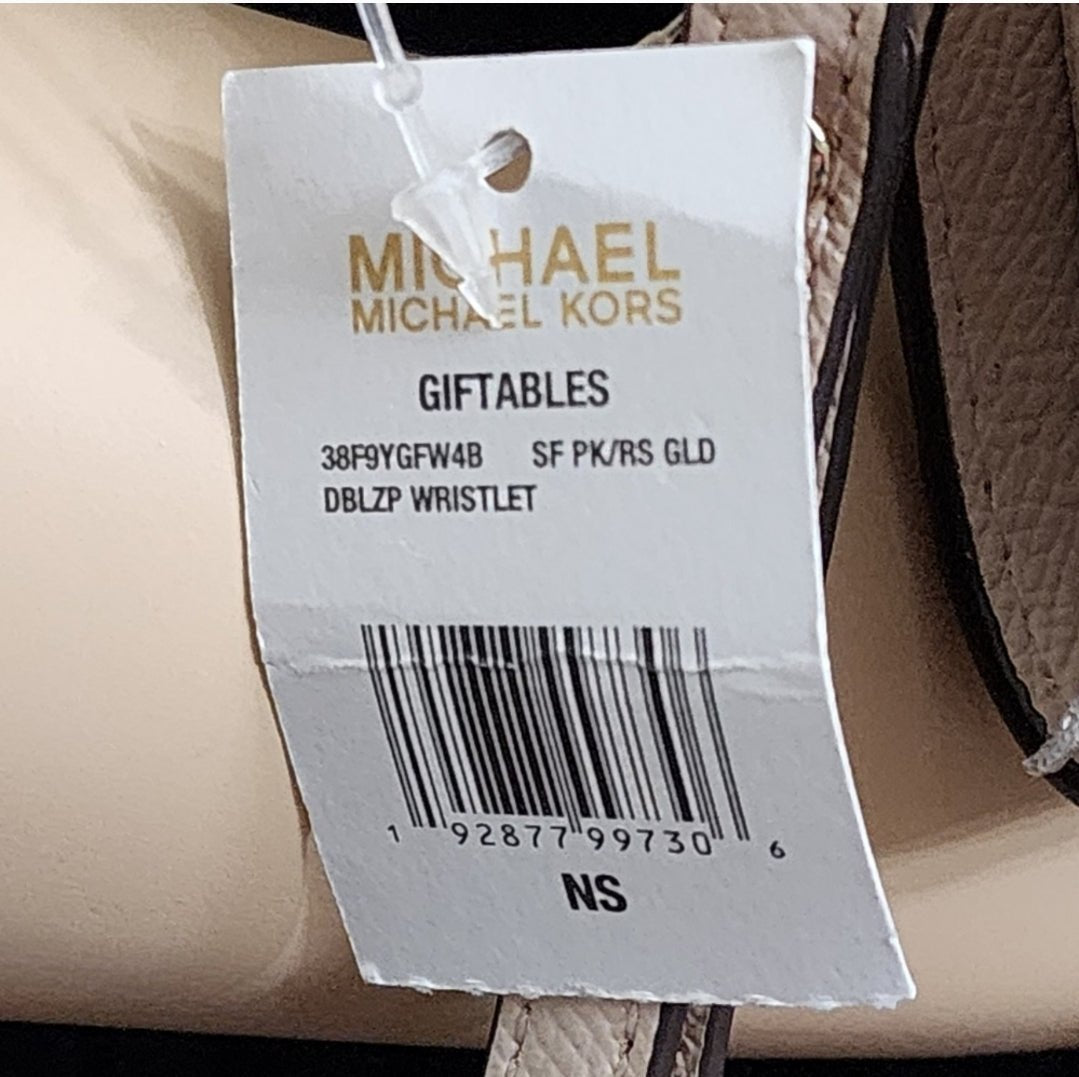 MICHAEL
MICHAEL KORS
GIFTABLES
38F9YGFW4B SF PK/RS GLD
DBLZP WRISTLET
1 92877 99730 6
NS